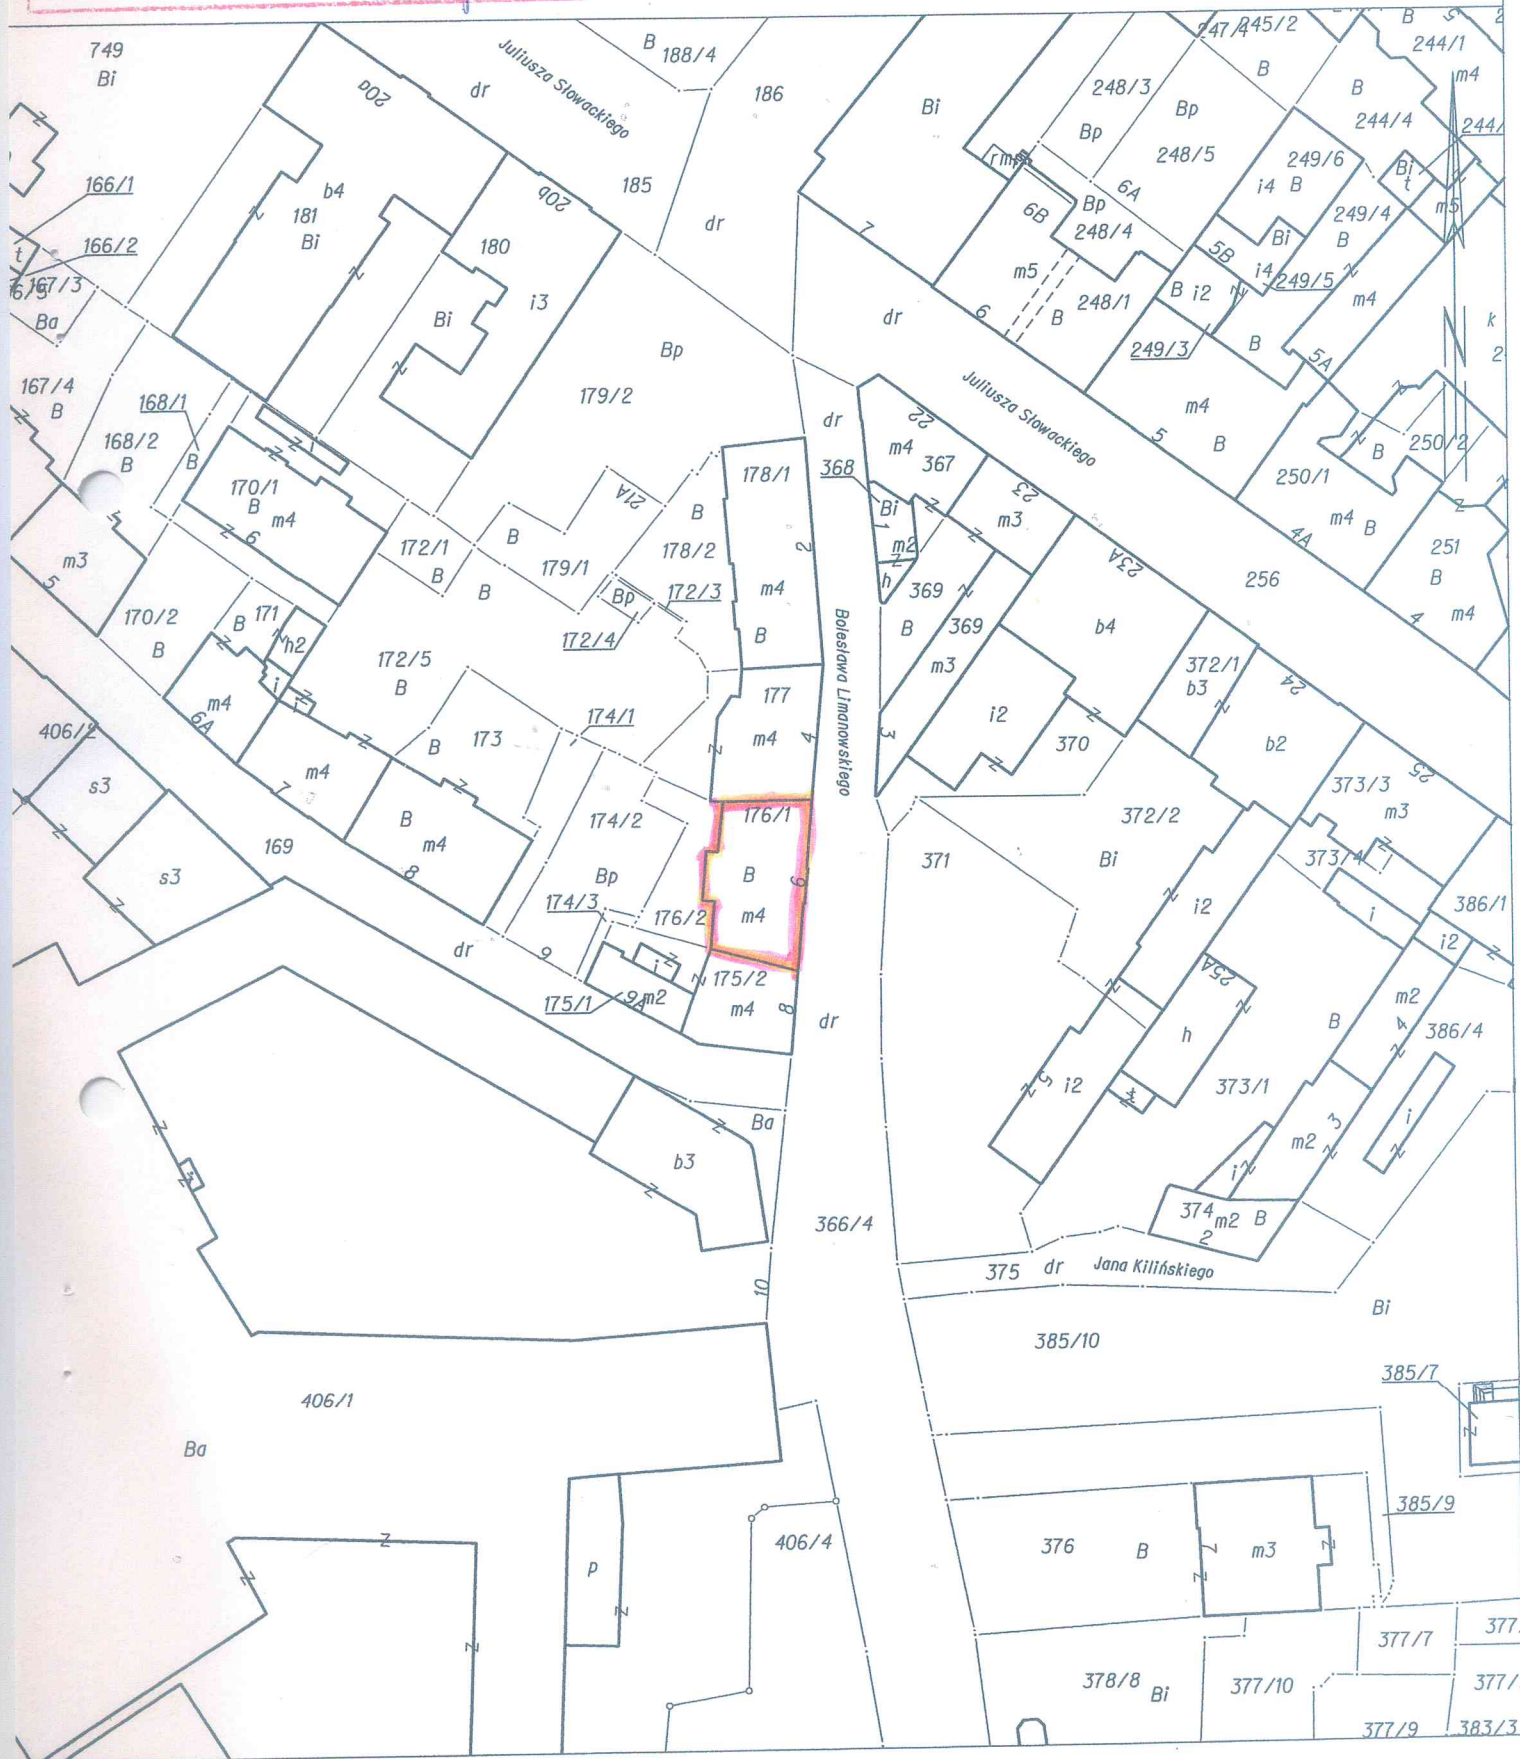 749
Bi
20a
dr
Juliusza Słowackiego
B
188/4
186
Bi
247/4
245/2
B
244/1
m4
B
248/3
Bp
Bp
248/5
B
B
244/4
244/
249/6
i4 B
Bi
t
m5
166/1
166/2
t
167/3
Ba
b4
181
Bi
20b
180
i3
Bi
185
dr
7
rmp
6B
6A
Bp
248/4
m5
248/1
B
6
5B
Bi
i4
249/5
249/4
B
B i2
249/3
B
m4
5A
k
2
dr
Bp
179/2
167/4
B
168/1
168/2
B
B
i
170/1
B
m4
6
dr
368
22
m4
367
Juliusza Słowackiego
m4
5
B
250/2
B
250/1
m4 B
4A
251
B
m4
4
178/1
21A
B
23
m3
Bi
1
m2
h
m3
5
172/1
B
B
179/1
178/2
2
m4
B
B
Bp
172/3
172/4
369
B
369
m3
23A
256
b4
372/1
b3
24
170/2
B
B
171
h2
172/5
B
i
i
m4
6A
Bolesława Limanowskiego
177
m4
4
3
i2
370
b2
25
373/3
m3
406/2
s3
s3
m4
7
B
173
174/1
B
m4
8
174/2
Bp
174/3
176/1
B
m4
6
176/2
371
372/2
Bi
373/4
i
386/1
i2
i2
169
dr
9
175/1
9A
m2
i
175/2
m4
8
dr
25A
h
B
m2
4
386/4
5
i2
t
373/1
3
m2
i
i
Ba
b3
374
m2 B
2
366/4
375
dr
Jana Kilińskiego
Bi
10
385/10
385/7
406/1
Ba
385/9
406/4
p
376
B
7
m3
377/7
378/8
Bi
377/10
377/9
383/3